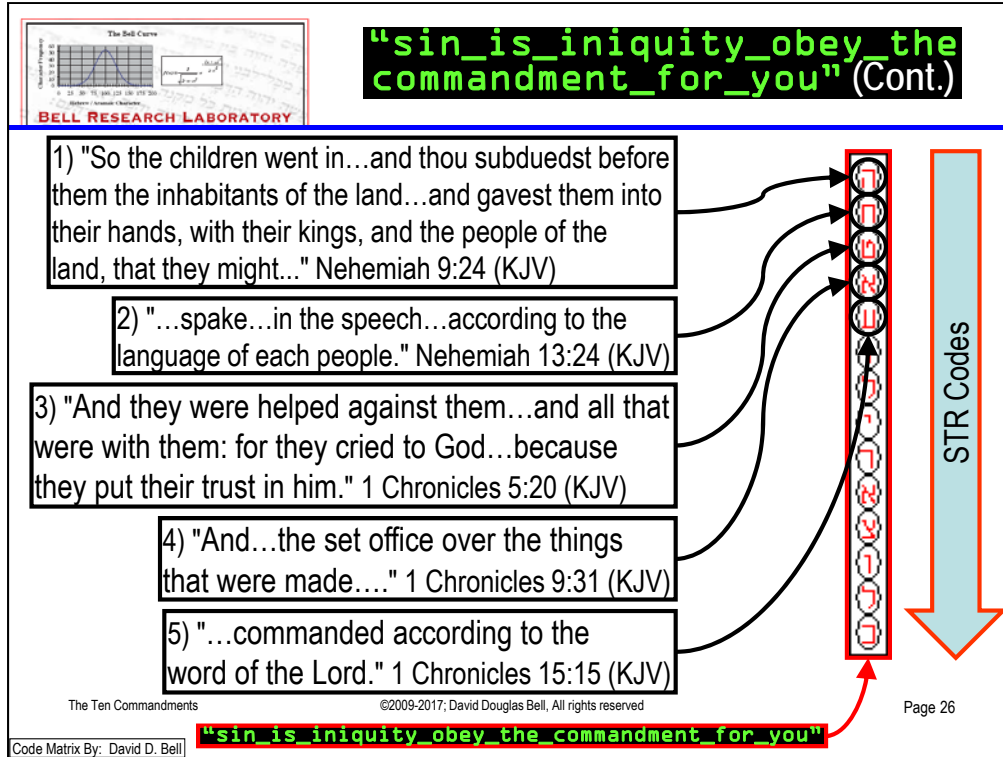 The Bell Curve
BELL RESEARCH LABORATORY
"sin_is_iniquity_obey_the
commandment_for_you" (Cont.)
1) "So the children went in…and thou subduedst before
them the inhabitants of the land…and gavest them into
their hands, with their kings, and the people of the
land, that they might..." Nehemiah 9:24 (KJV)
2) "…spake…in the speech…according to the
language of each people." Nehemiah 13:24 (KJV)
3) "And they were helped against them…and all that
were with them: for they cried to God…because
they put their trust in him." 1 Chronicles 5:20 (KJV)
4) "And…the set office over the things
that were made…." 1 Chronicles 9:31 (KJV)
5) "…commanded according to the
word of the Lord." 1 Chronicles 15:15 (KJV)
ה
ח
ט
א
ע
ל
י
ר
א
צ
ו
ל
STR Codes
The Ten Commandments
©2009-2017; David Douglas Bell, All rights reserved
Page 26
"sin_is_iniquity_obey_the_commandment_for_you"
Code Matrix By: David D. Bell